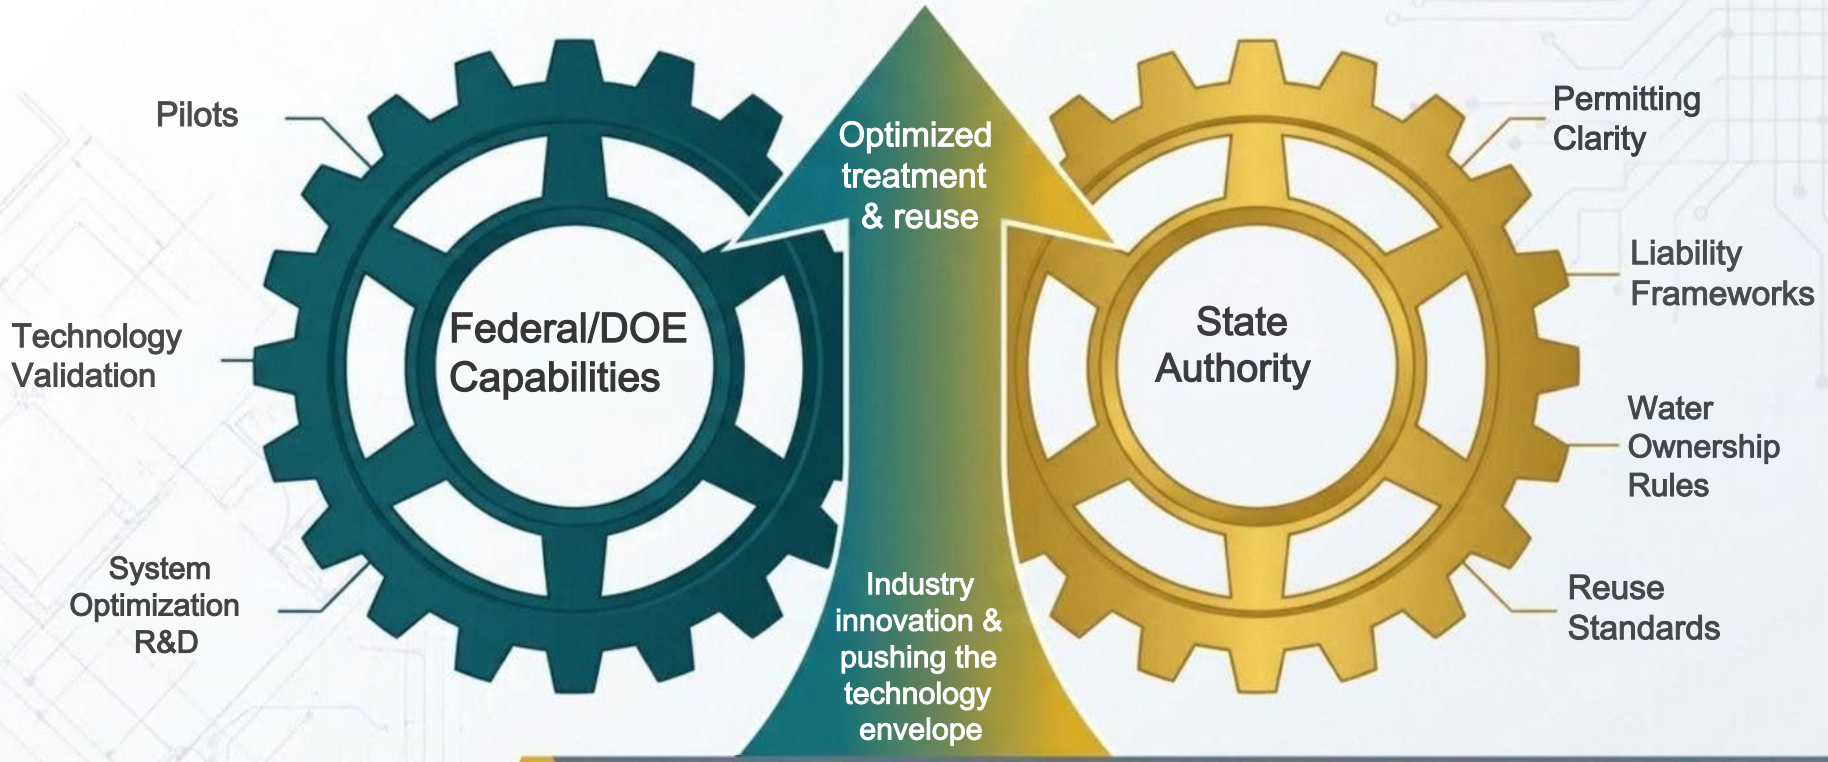 Pilots
Technology
Validation
System
Optimization
R&D
Federal/DOE
Capabilities
Optimized
treatment
& reuse
Industry
innovation &
pushing the
technology
envelope
State
Authority
Permitting
Clarity
Liability
Frameworks
Water
Ownership
Rules
Reuse
Standards